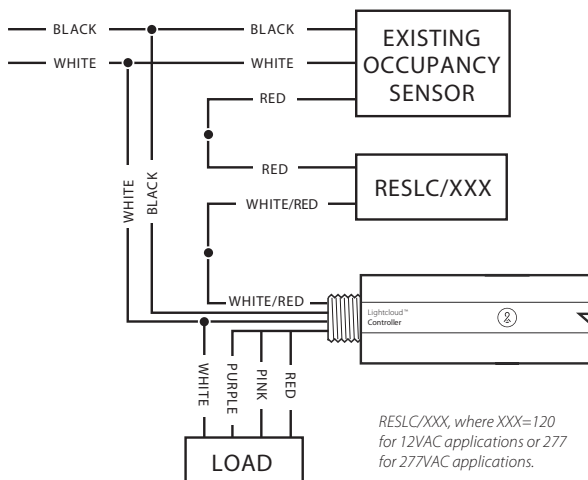 BLACK
BLACK
WHITE
WHITE
EXISTING
OCCUPANCY
SENSOR
RED
RED
RESLC/XXX
WHITE/RED
WHITE
BLACK
WHITE/RED
Lightcloud™
Controller
WHITE
PURPLE
PINK
RED
LOAD
RESLC/XXX, where XXX=120
for 12VAC applications or 277
for 277VAC applications.